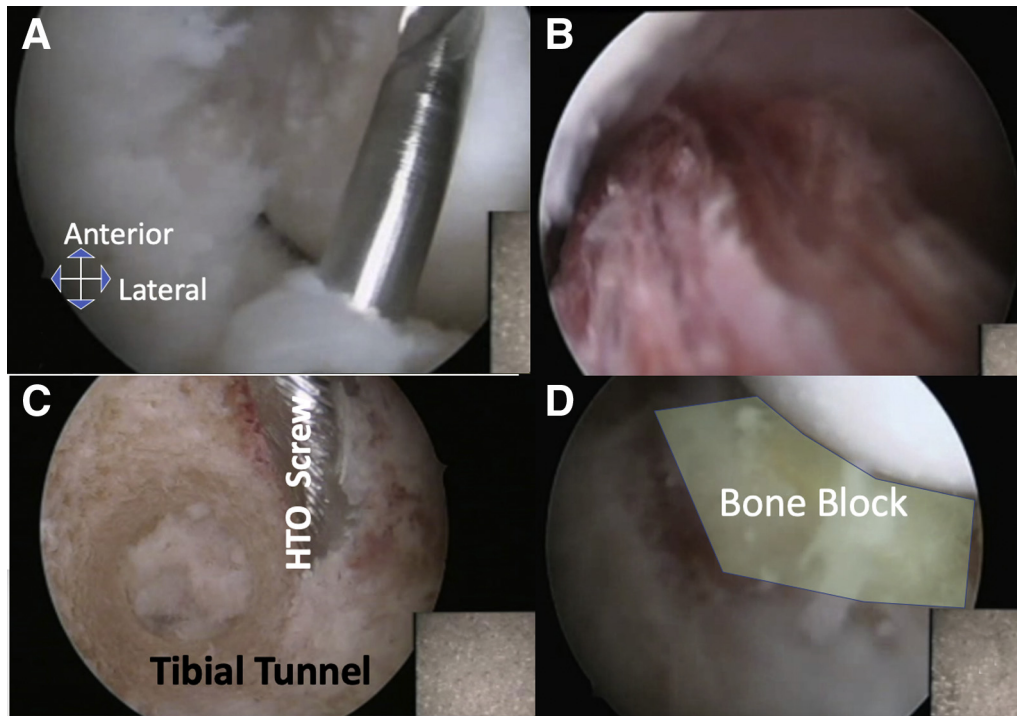 A
Anterior
Lateral
B
C
HTO Screw
Tibial Tunnel
D
Bone Block